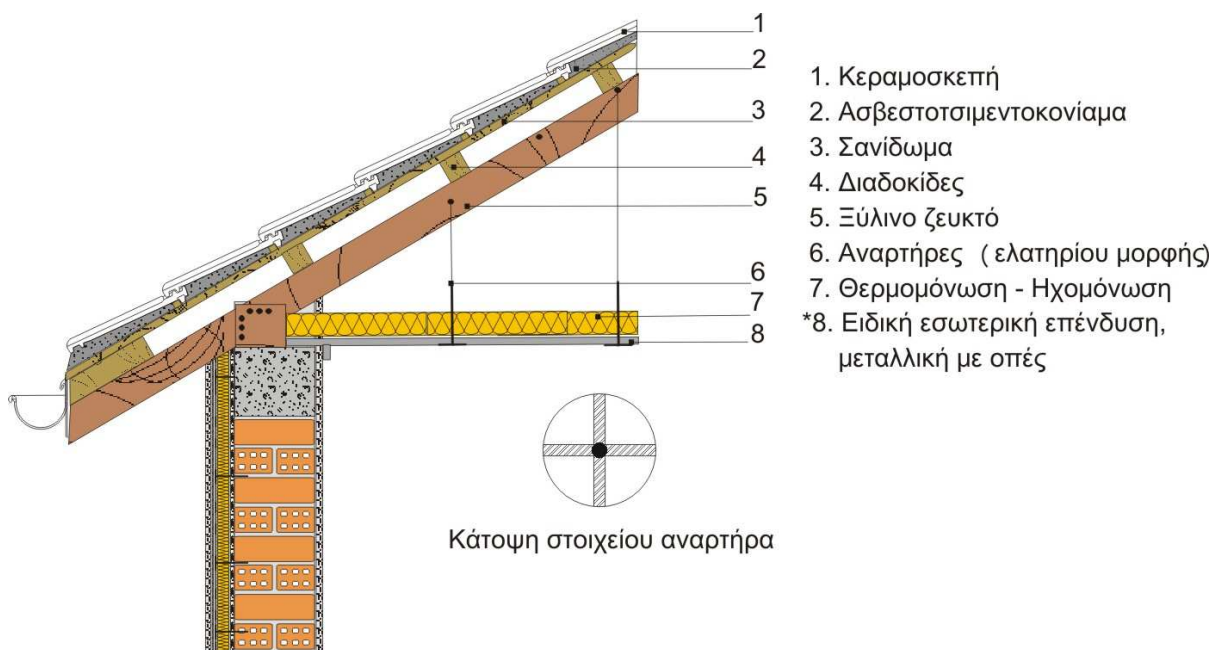 1
2
3
4
5
6
7
8
1. Κεραμοσκεπή
2. Ασβεστοτσιμεντοκονίαμα
3. Σανίδωμα
4. Διαδοκίδες
5. Ξύλινο ζευκτό
6. Αναρτήρες ( ελατηρίου μορφής)
7. Θερμομόνωση - Ηχομόνωση
*8. Ειδική εσωτερική επένδυση,
μεταλλική με οπές
Κάτοψη στοιχείου αναρτήρα